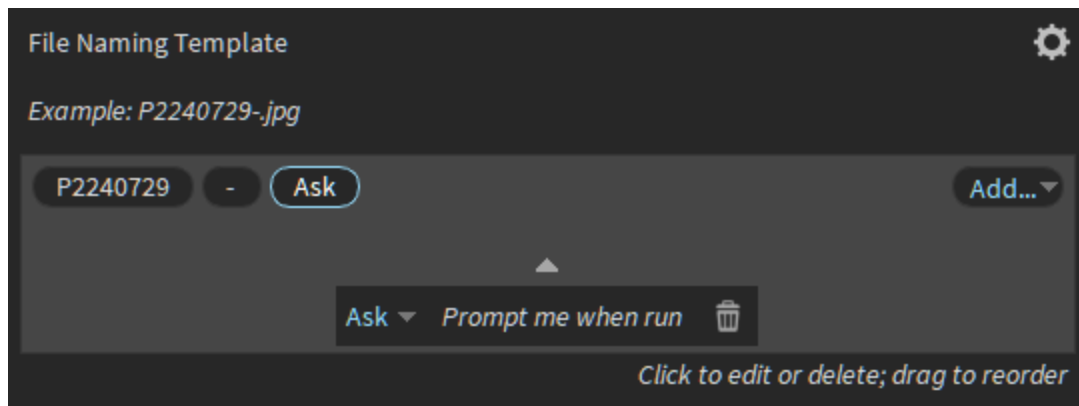 File Naming Template
Example: P2240729-.jpg
P2240729 - Ask Add...
Ask Prompt me when run
Click to edit or delete; drag to reorder